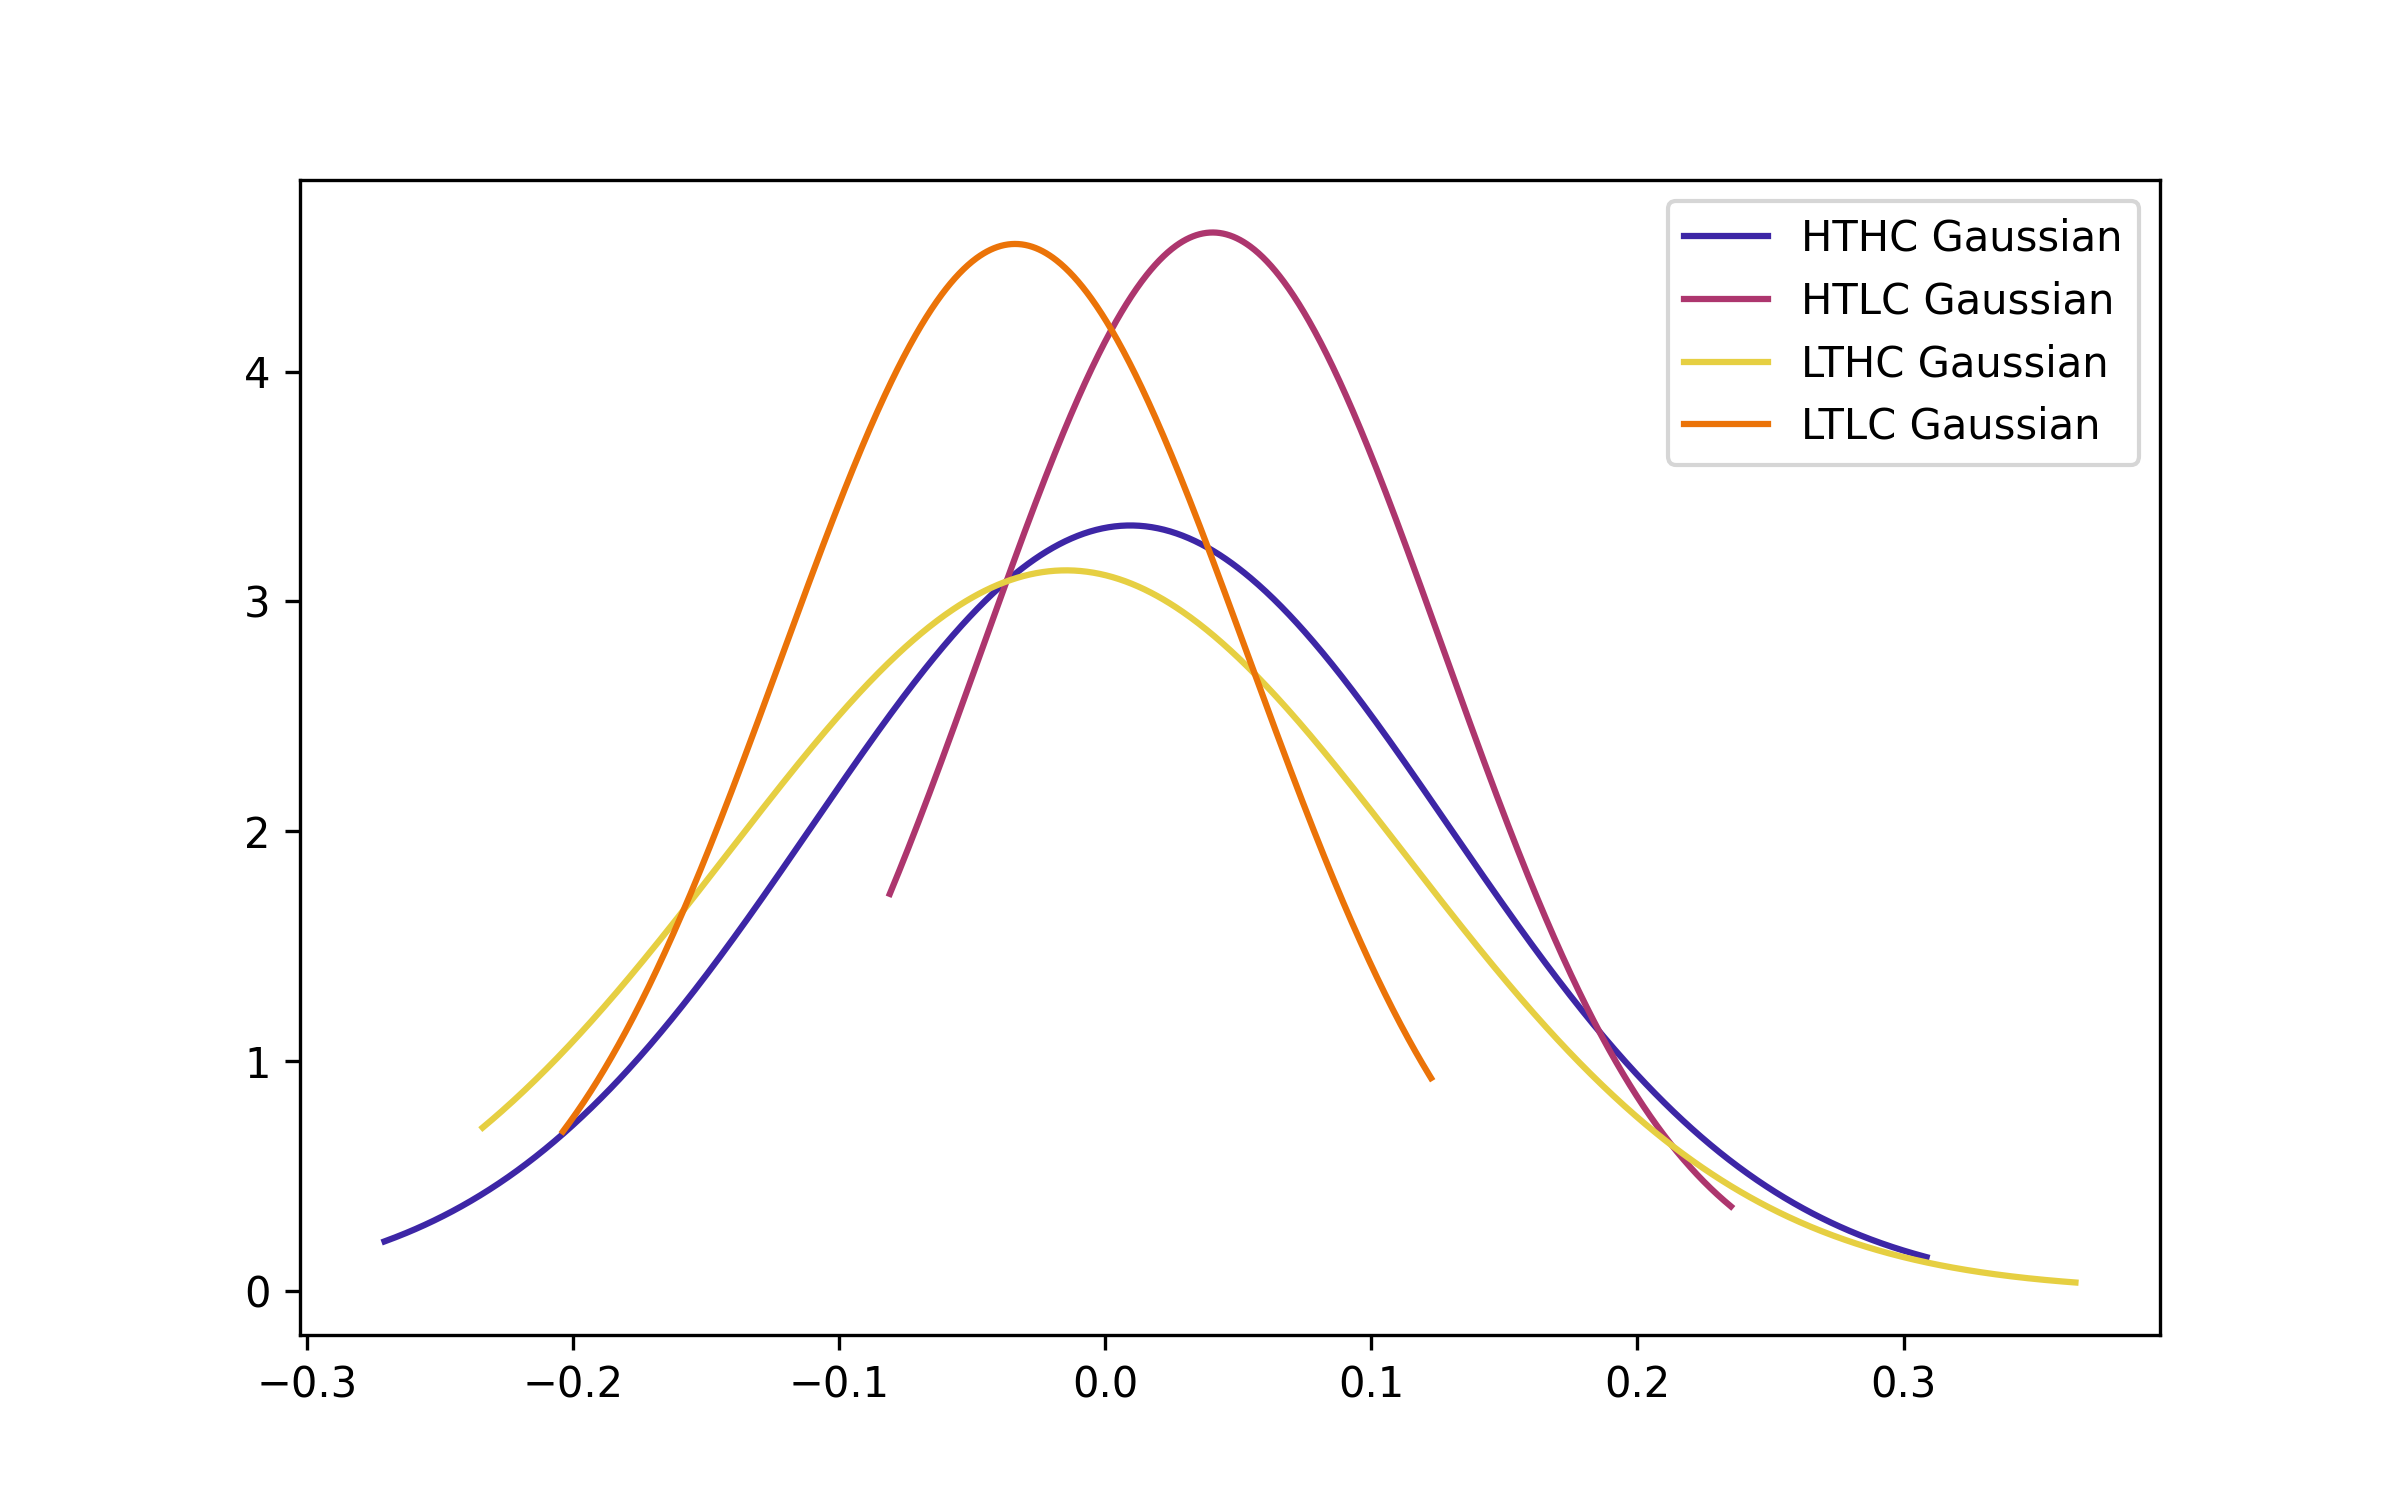 HTHC Gaussian
HTLC Gaussian
LTHC Gaussian
LTLC Gaussian
4
3
2
1
0
−0.3 −0.2 −0.1 0.0 0.1 0.2 0.3